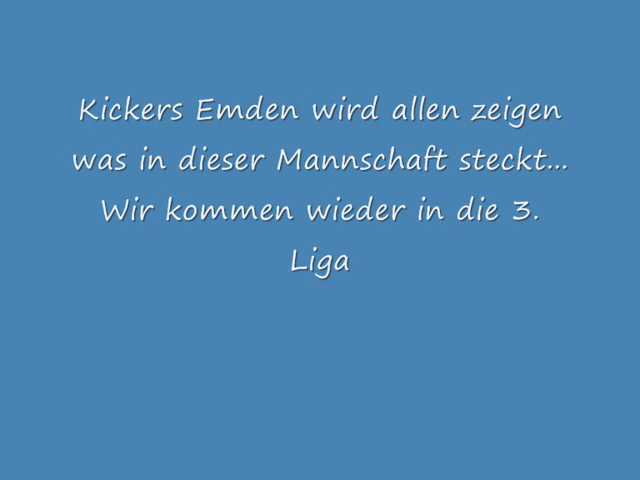 Kickers Emden wird allen zeigen
was in dieser Mannschaft steckt...
Wir kommen wieder in die 3.
Liga